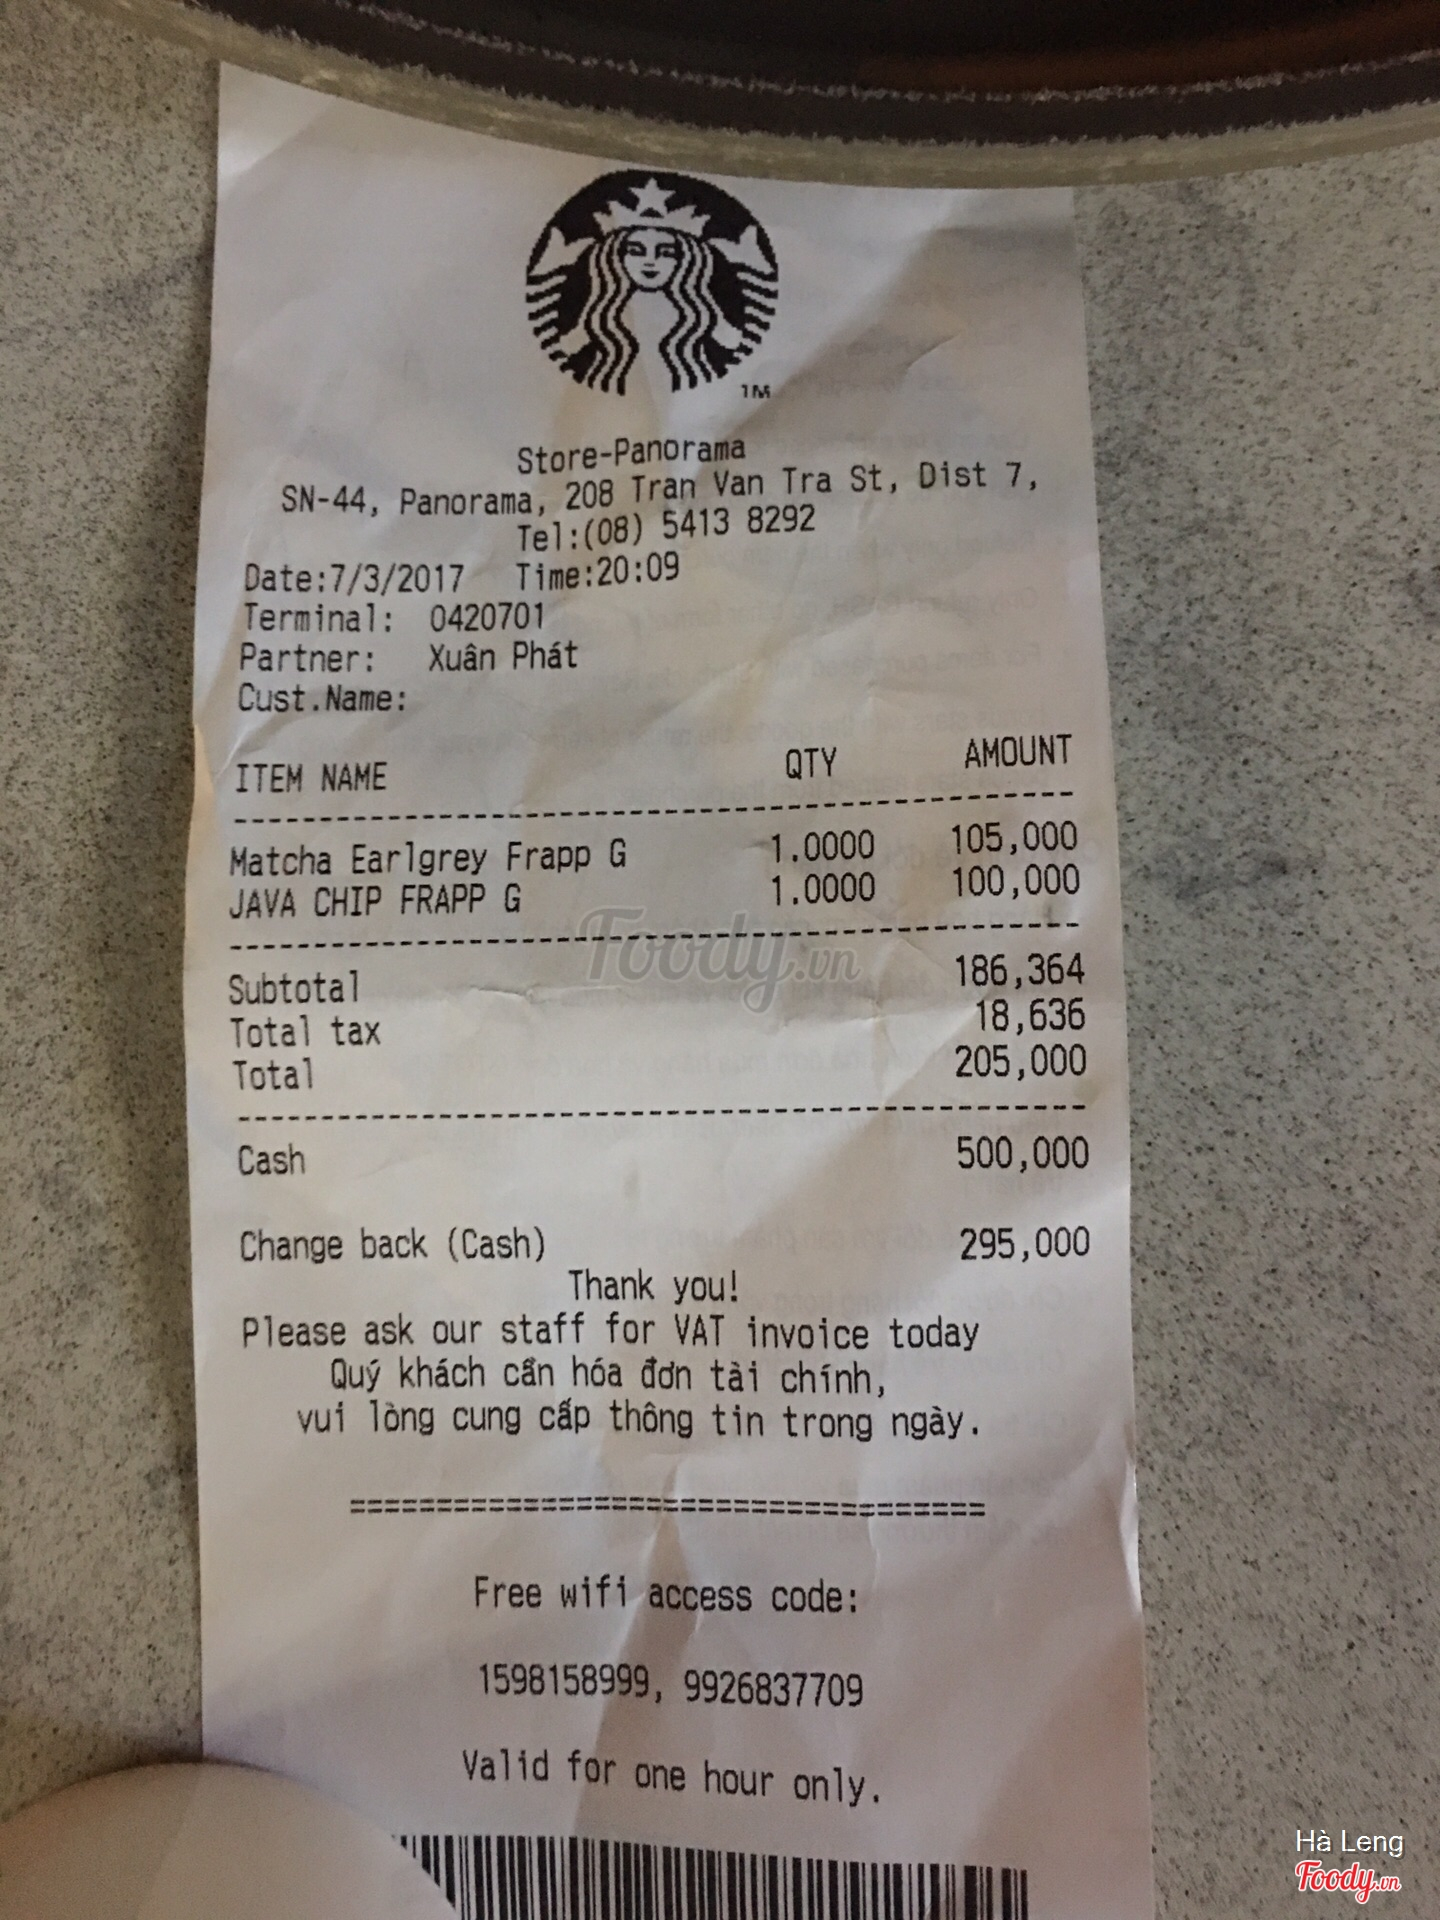 TM
Store-Panorama
SN-44, Panorama, 208 Tran Van Tra St, Dist 7,
Tel:(08) 5413 8292
Date:7/3/2017 Time:20:09
Terminal: 0420701
Partner: Xuân Phát
Cust.Name:
ITEM NAME QTY AMOUNT
--------------------------------------------------
Matcha Earlgrey Frapp G 1.0000 105,000
JAVA CHIP FRAPP G 1.0000 100,000
--------------------------------------------------
Foody.vn
Subtotal 186,364
Total tax 18,636
Total 205,000
--------------------------------------------------
Cash 500,000
Change back (Cash) 295,000
Thank you!
Please ask our staff for VAT invoice today
Quý khách cần hóa đơn tài chính,
vui lòng cung cấp thông tin trong ngày.
=====================================
Free wifi access code:
1598158999, 9926837709
Valid for one hour only.
Hà Leng
Foody.vn